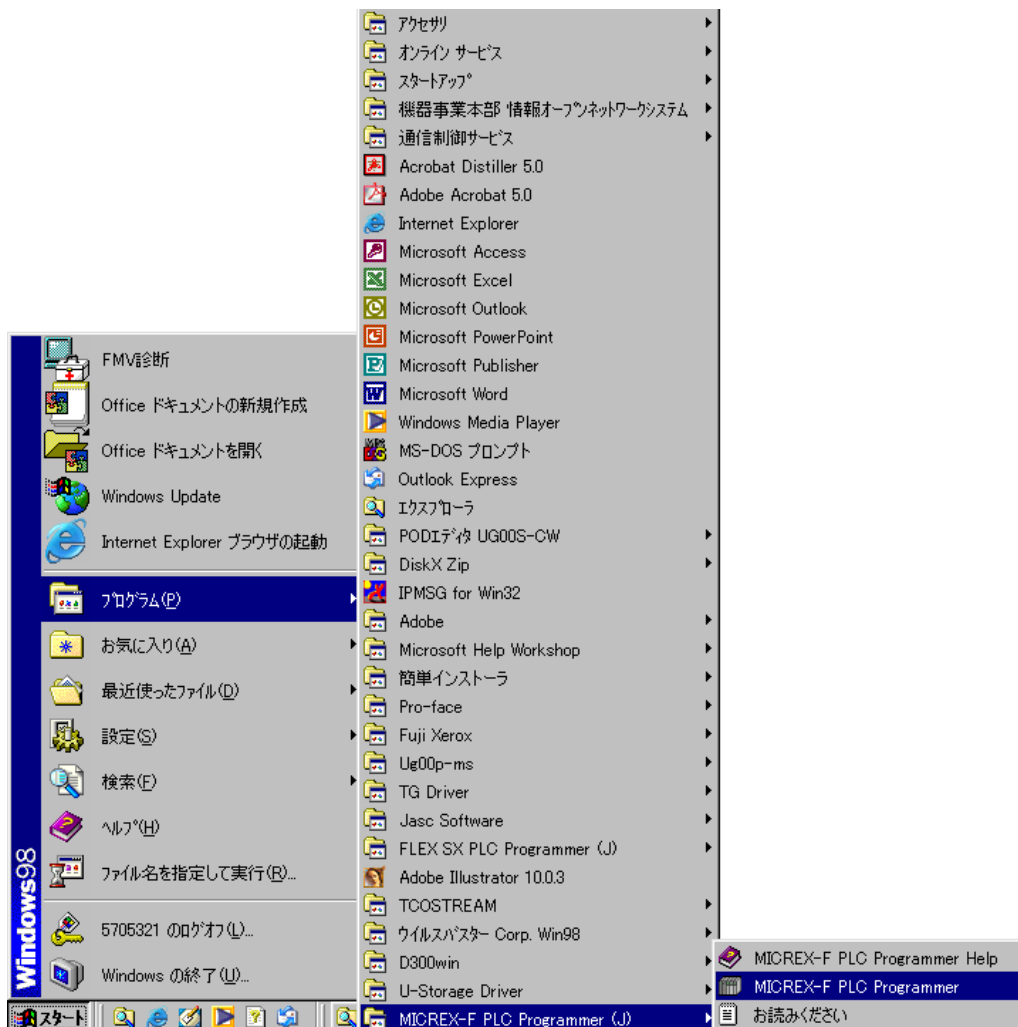 アクセサリ
オンライン サービス
スタートアップ
機器事業本部 情報オープンネットワークシステム
通信制御サービス
Acrobat Distiller 5.0
Adobe Acrobat 5.0
Internet Explorer
Microsoft Access
Microsoft Excel
Microsoft Outlook
Microsoft PowerPoint
Microsoft Publisher
Microsoft Word
Windows Media Player
MS-DOS プロンプト
Outlook Express
エクスプローラ
PODエディタ UG00S-CW
DiskX Zip
IPMSG for Win32
Adobe
Microsoft Help Workshop
簡単インストーラ
Pro-face
Fuji Xerox
Ug00p-ms
TG Driver
Jasc Software
FLEX SX PLC Programmer (J)
Adobe Illustrator 10.0.3
TCOSTREAM
ウイルスバスター Corp. Win98
D300win
U-Storage Driver
MICREX-F PLC Programmer (J)
FMV診断
Office ドキュメントの新規作成
Office ドキュメントを開く
Windows Update
Internet Explorer ブラウザの起動
プログラム(P)
お気に入り(A)
最近使ったファイル(D)
設定(S)
検索(F)
ヘルプ(H)
ファイル名を指定して実行(R)...
5705321 のログオフ(L)...
Windows の終了(U)...
Windows98
スタート
MICREX-F PLC Programmer Help
MICREX-F PLC Programmer
お読みください